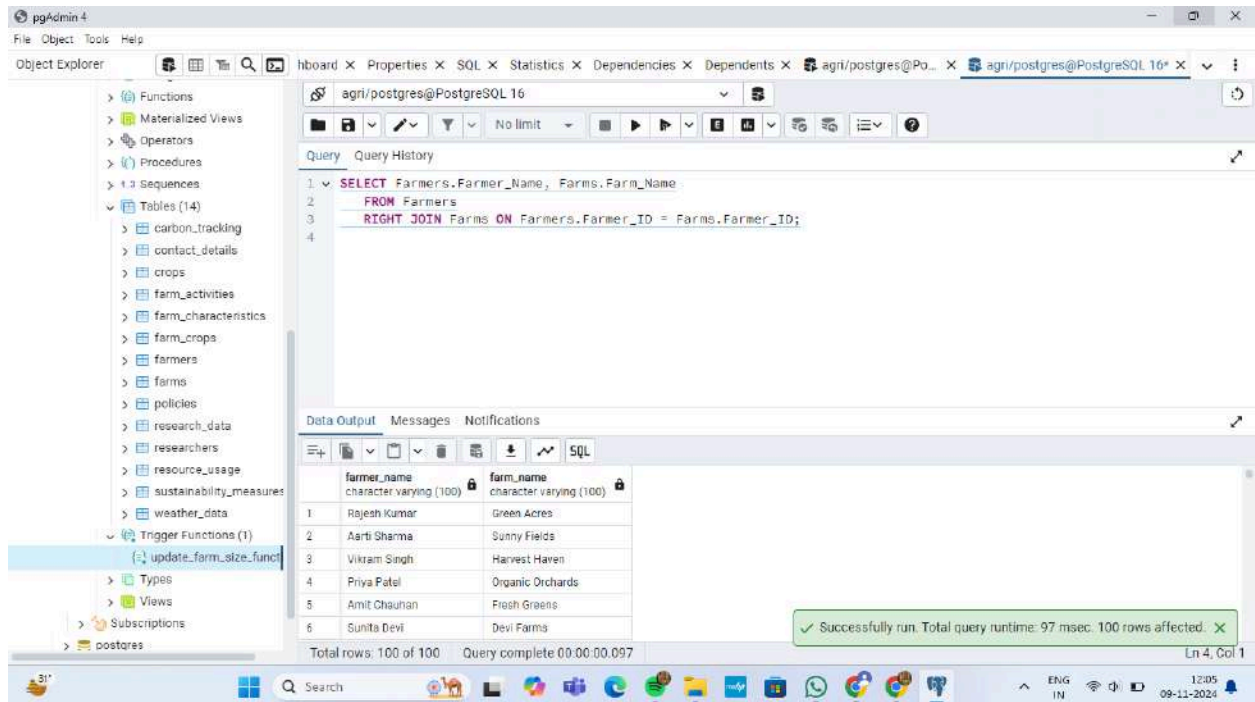 pgAdmin 4
File Object Tools Help
Object Explorer
hboard Properties SQL Statistics Dependencies Dependents agri/postgres@Po... agri/postgres@PostgreSQL 16*
Functions
Materialized Views
Operators
Procedures
1..3 Sequences
Tables (14)
carbon_tracking
contact_details
crops
farm_activities
farm_characteristics
farm_crops
farmers
farms
policies
research_data
researchers
resource_usage
sustainability_measures
weather_data
Trigger Functions (1)
update_farm_size_funct
Types
Views
Subscriptions
postgres
agri/postgres@PostgreSQL 16
No limit
Query Query History
1 SELECT Farmers.Farmer_Name, Farms.Farm_Name
2 FROM Farmers
3 RIGHT JOIN Farms ON Farmers.Farmer_ID = Farms.Farmer_ID;
4
Data Output Messages Notifications
SQL
farmer_name farm_name
character varying (100) character varying (100)
1 Rajesh Kumar Green Acres
2 Aarti Sharma Sunny Fields
3 Vikram Singh Harvest Haven
4 Priya Patel Organic Orchards
5 Amit Chauhan Fresh Greens
6 Sunita Devi Devi Farms
Successfully run. Total query runtime: 97 msec. 100 rows affected.
Total rows: 100 of 100 Query complete 00:00:00.097
Ln 4, Col 1
31°
Search
ENG
IN
12:05
09-11-2024